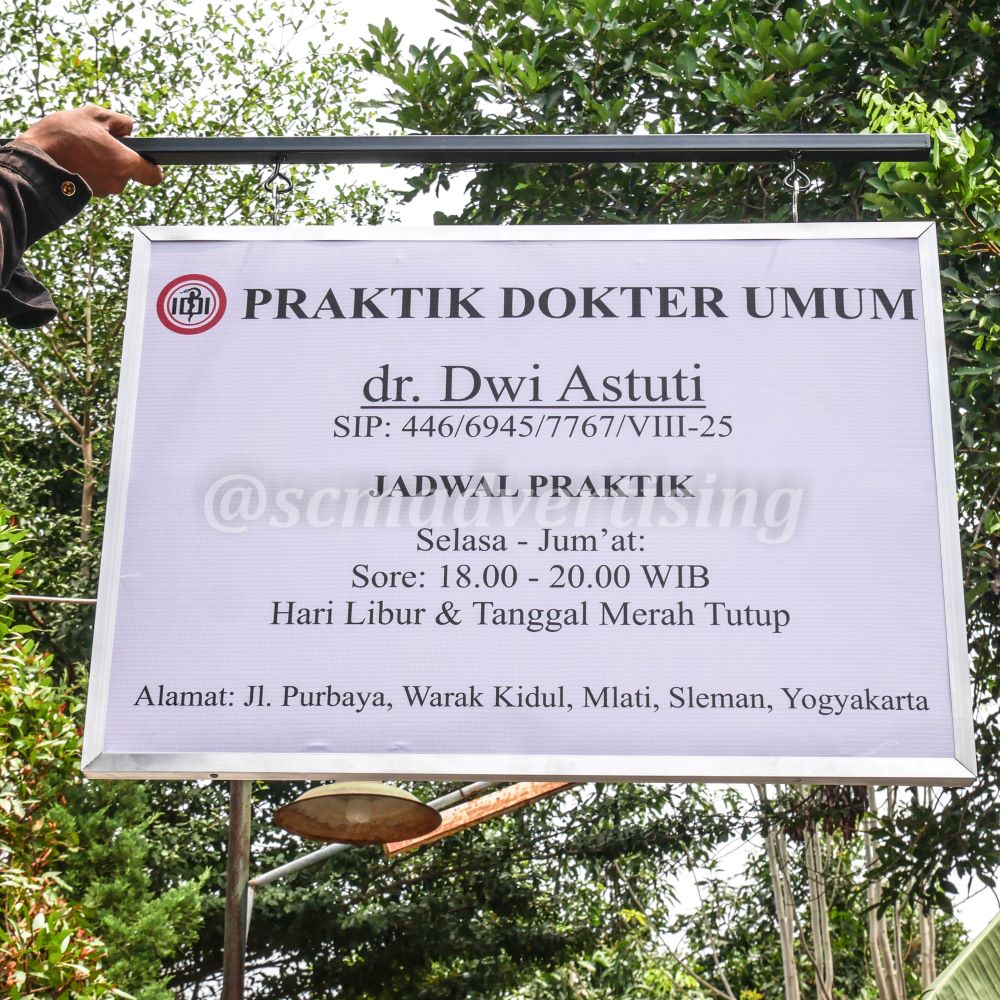 IDI PRAKTIK DOKTER UMUM
dr. Dwi Astuti
SIP: 446/6945/7767/VIII-25
JADWAL PRAKTIK
@scmadvertising
Selasa - Jum'at:
Sore: 18.00 - 20.00 WIB
Hari Libur & Tanggal Merah Tutup
Alamat: Jl. Purbaya, Warak Kidul, Mlati, Sleman, Yogyakarta